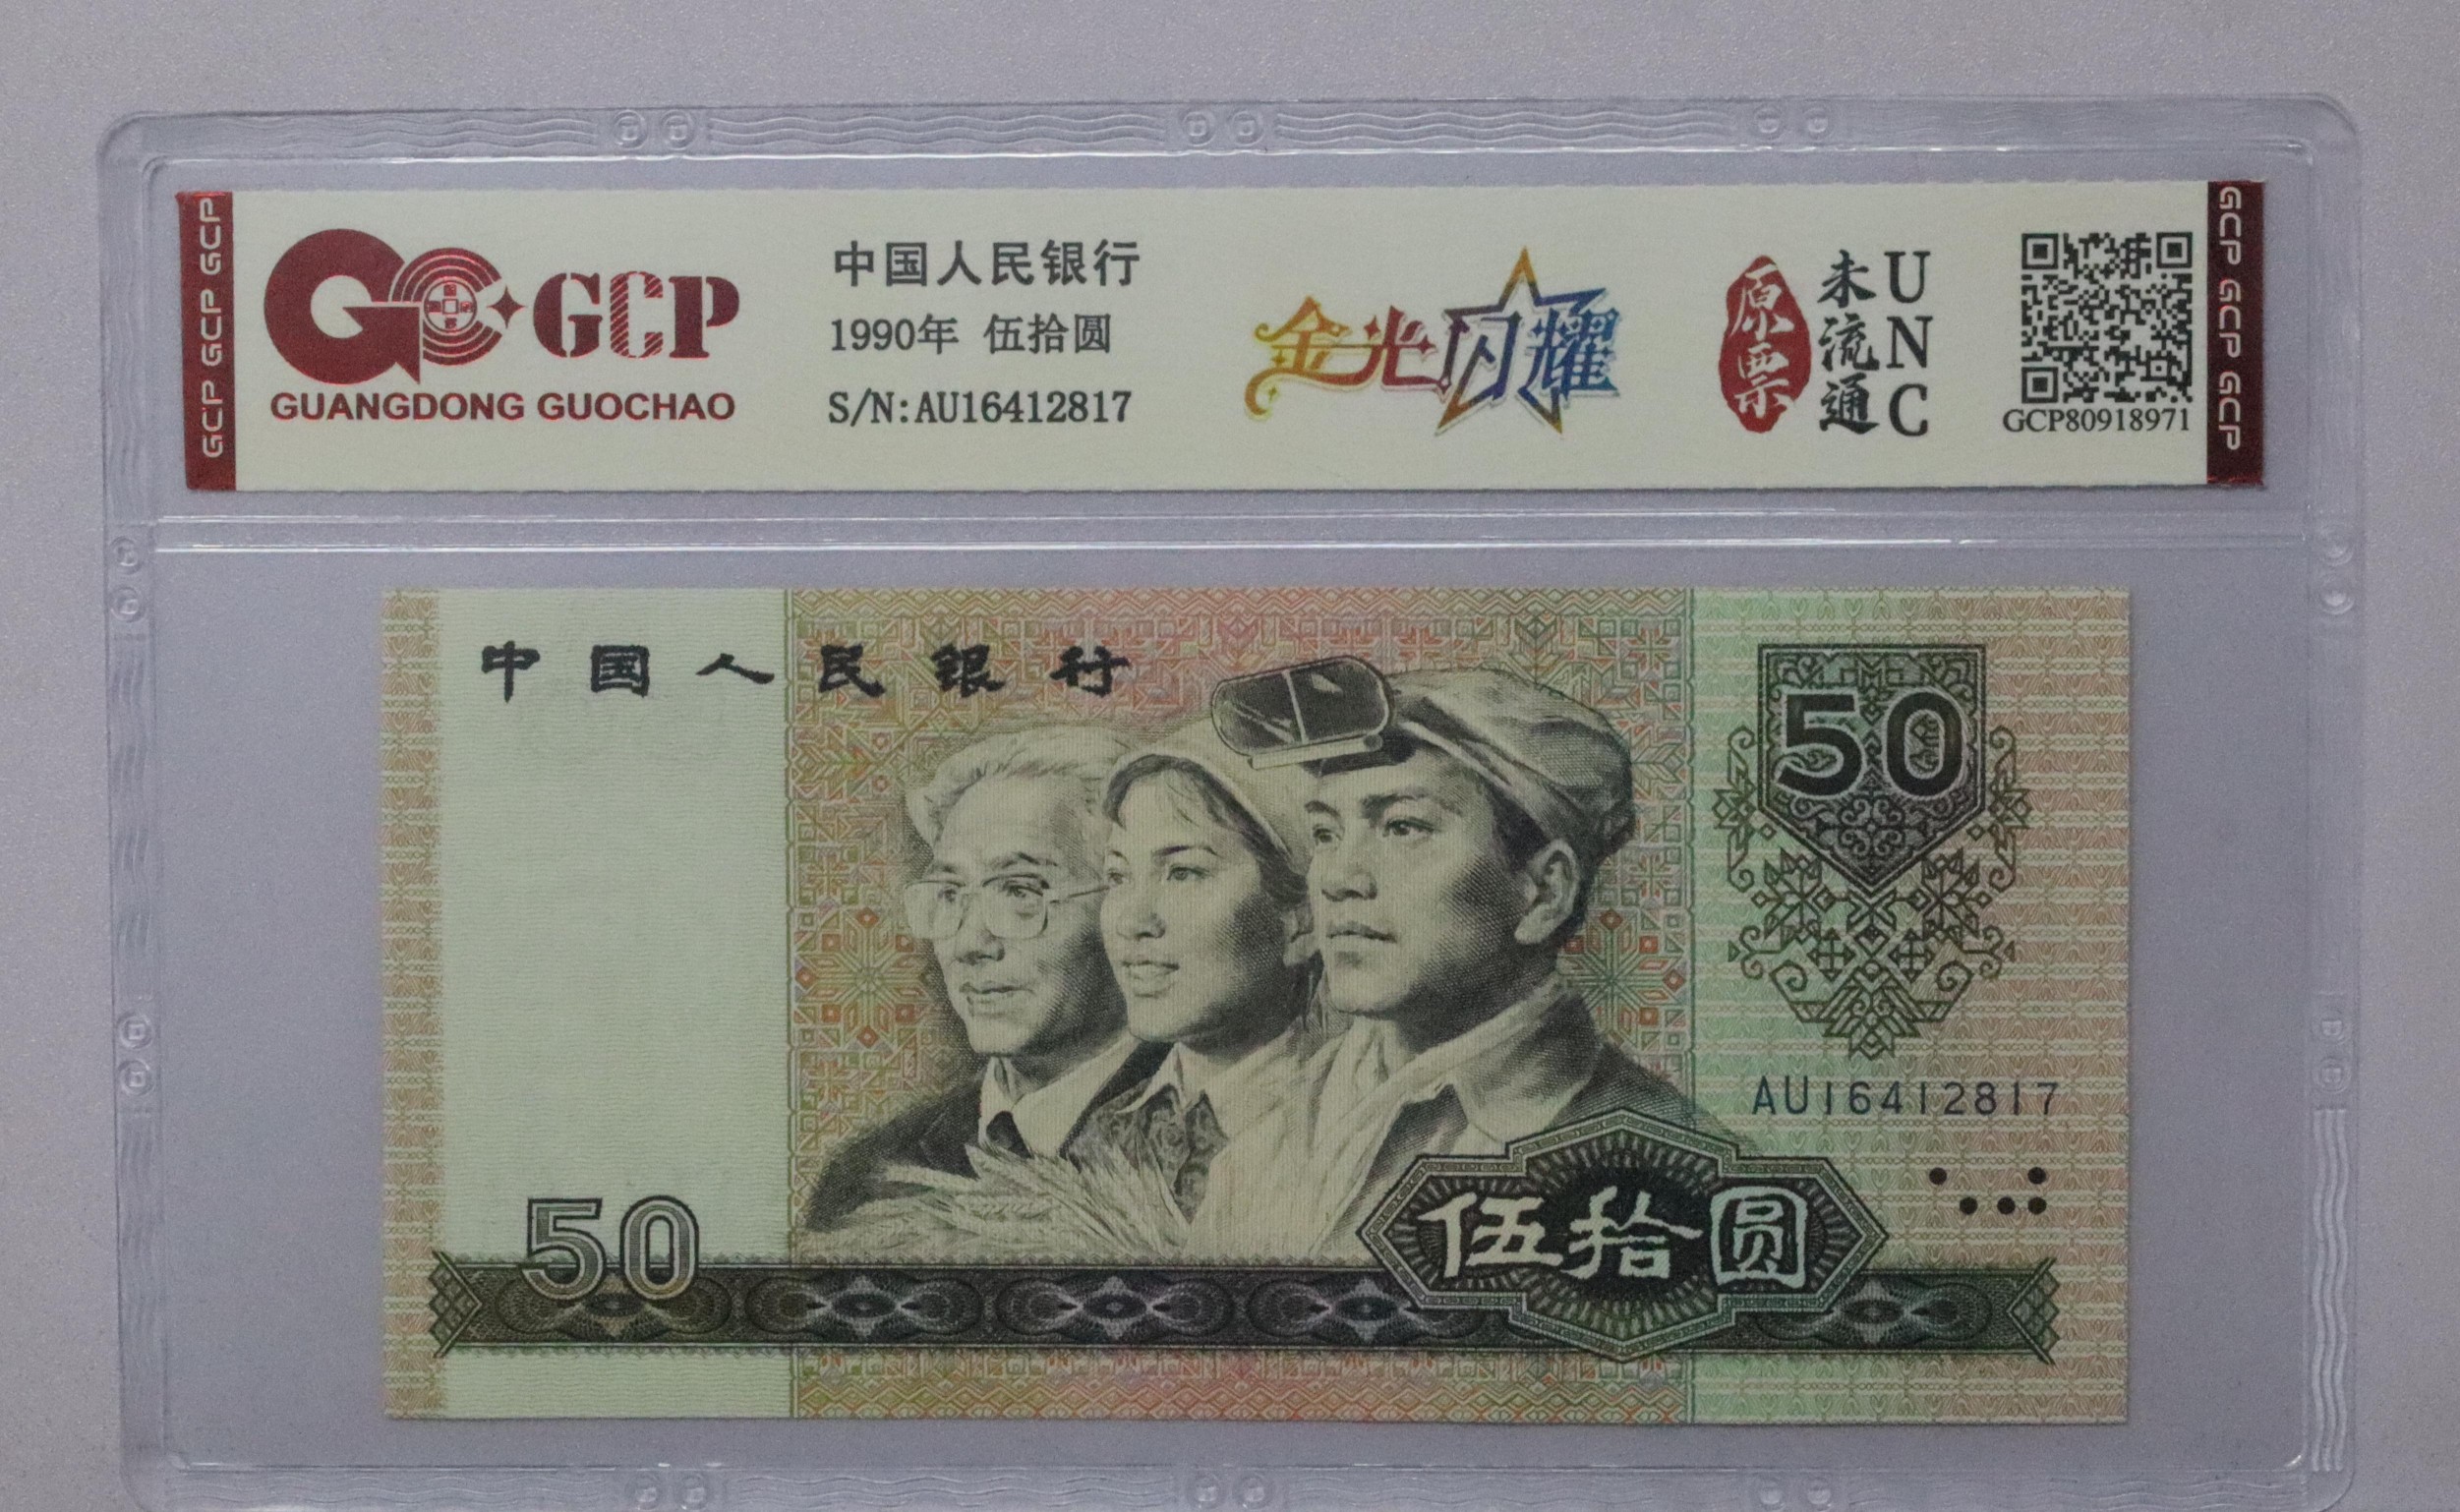 GCP GCP GCP
GCP
GUANGDONG GUOCHAO
中国人民银行
1990年 伍拾圆
S/N:AU16412817
金光闪耀
原票
未流通
UNC
GCP80918971
GCP GCP GCP
中国人民银行
50
AU16412817
50
伍拾圆